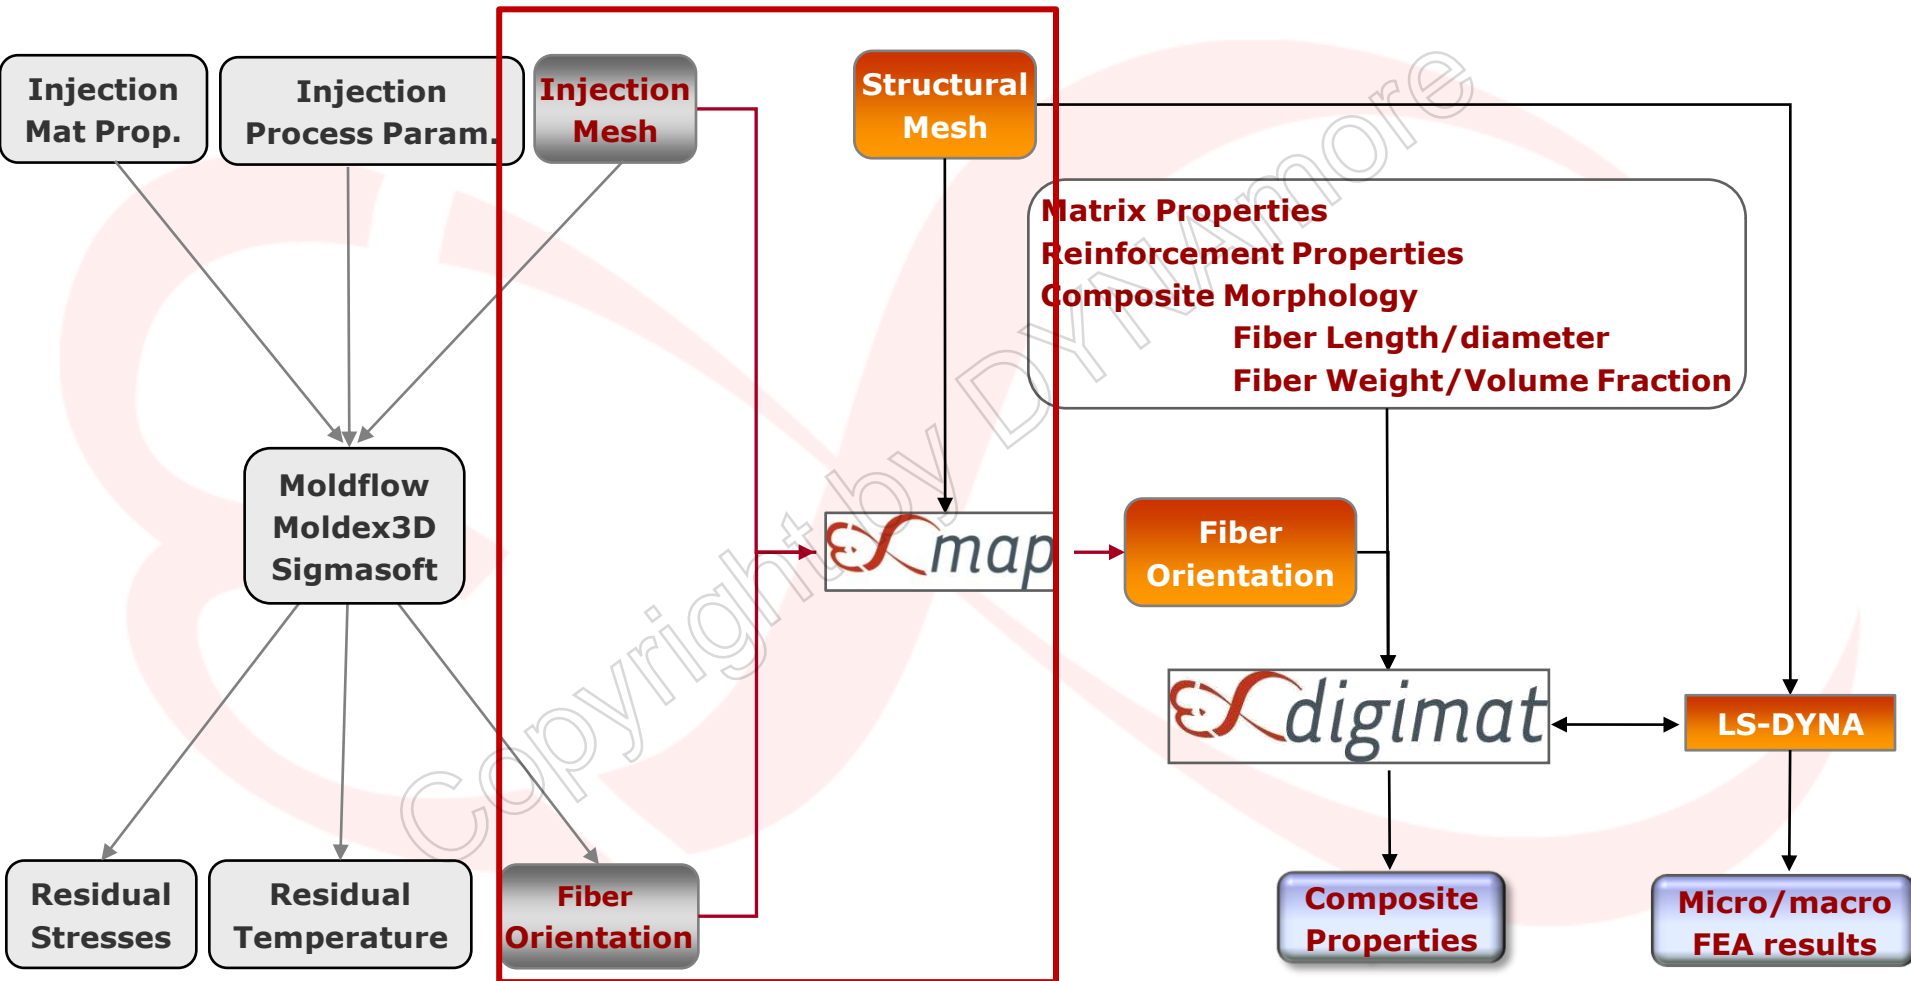 Injection
Mat Prop.
Injection
Process Param.
Injection
Mesh
Structural
Mesh
Matrix Properties
Reinforcement Properties
Composite Morphology
Fiber Length/diameter
Fiber Weight/Volume Fraction
Moldflow
Moldex3D
Sigmasoft
map
Fiber
Orientation
digimat
LS-DYNA
Residual
Stresses
Residual
Temperature
Fiber
Orientation
Composite
Properties
Micro/macro
FEA results
Copyright by DYNAmore